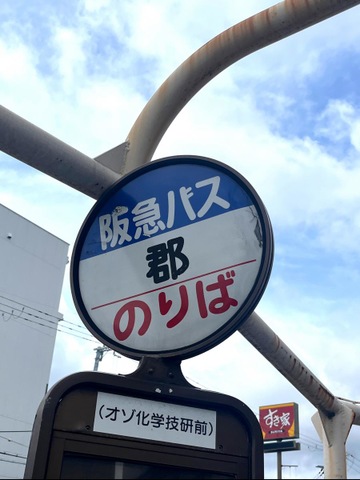 阪急バス
郡
のりば
(オゾ化学技研前)
すき家